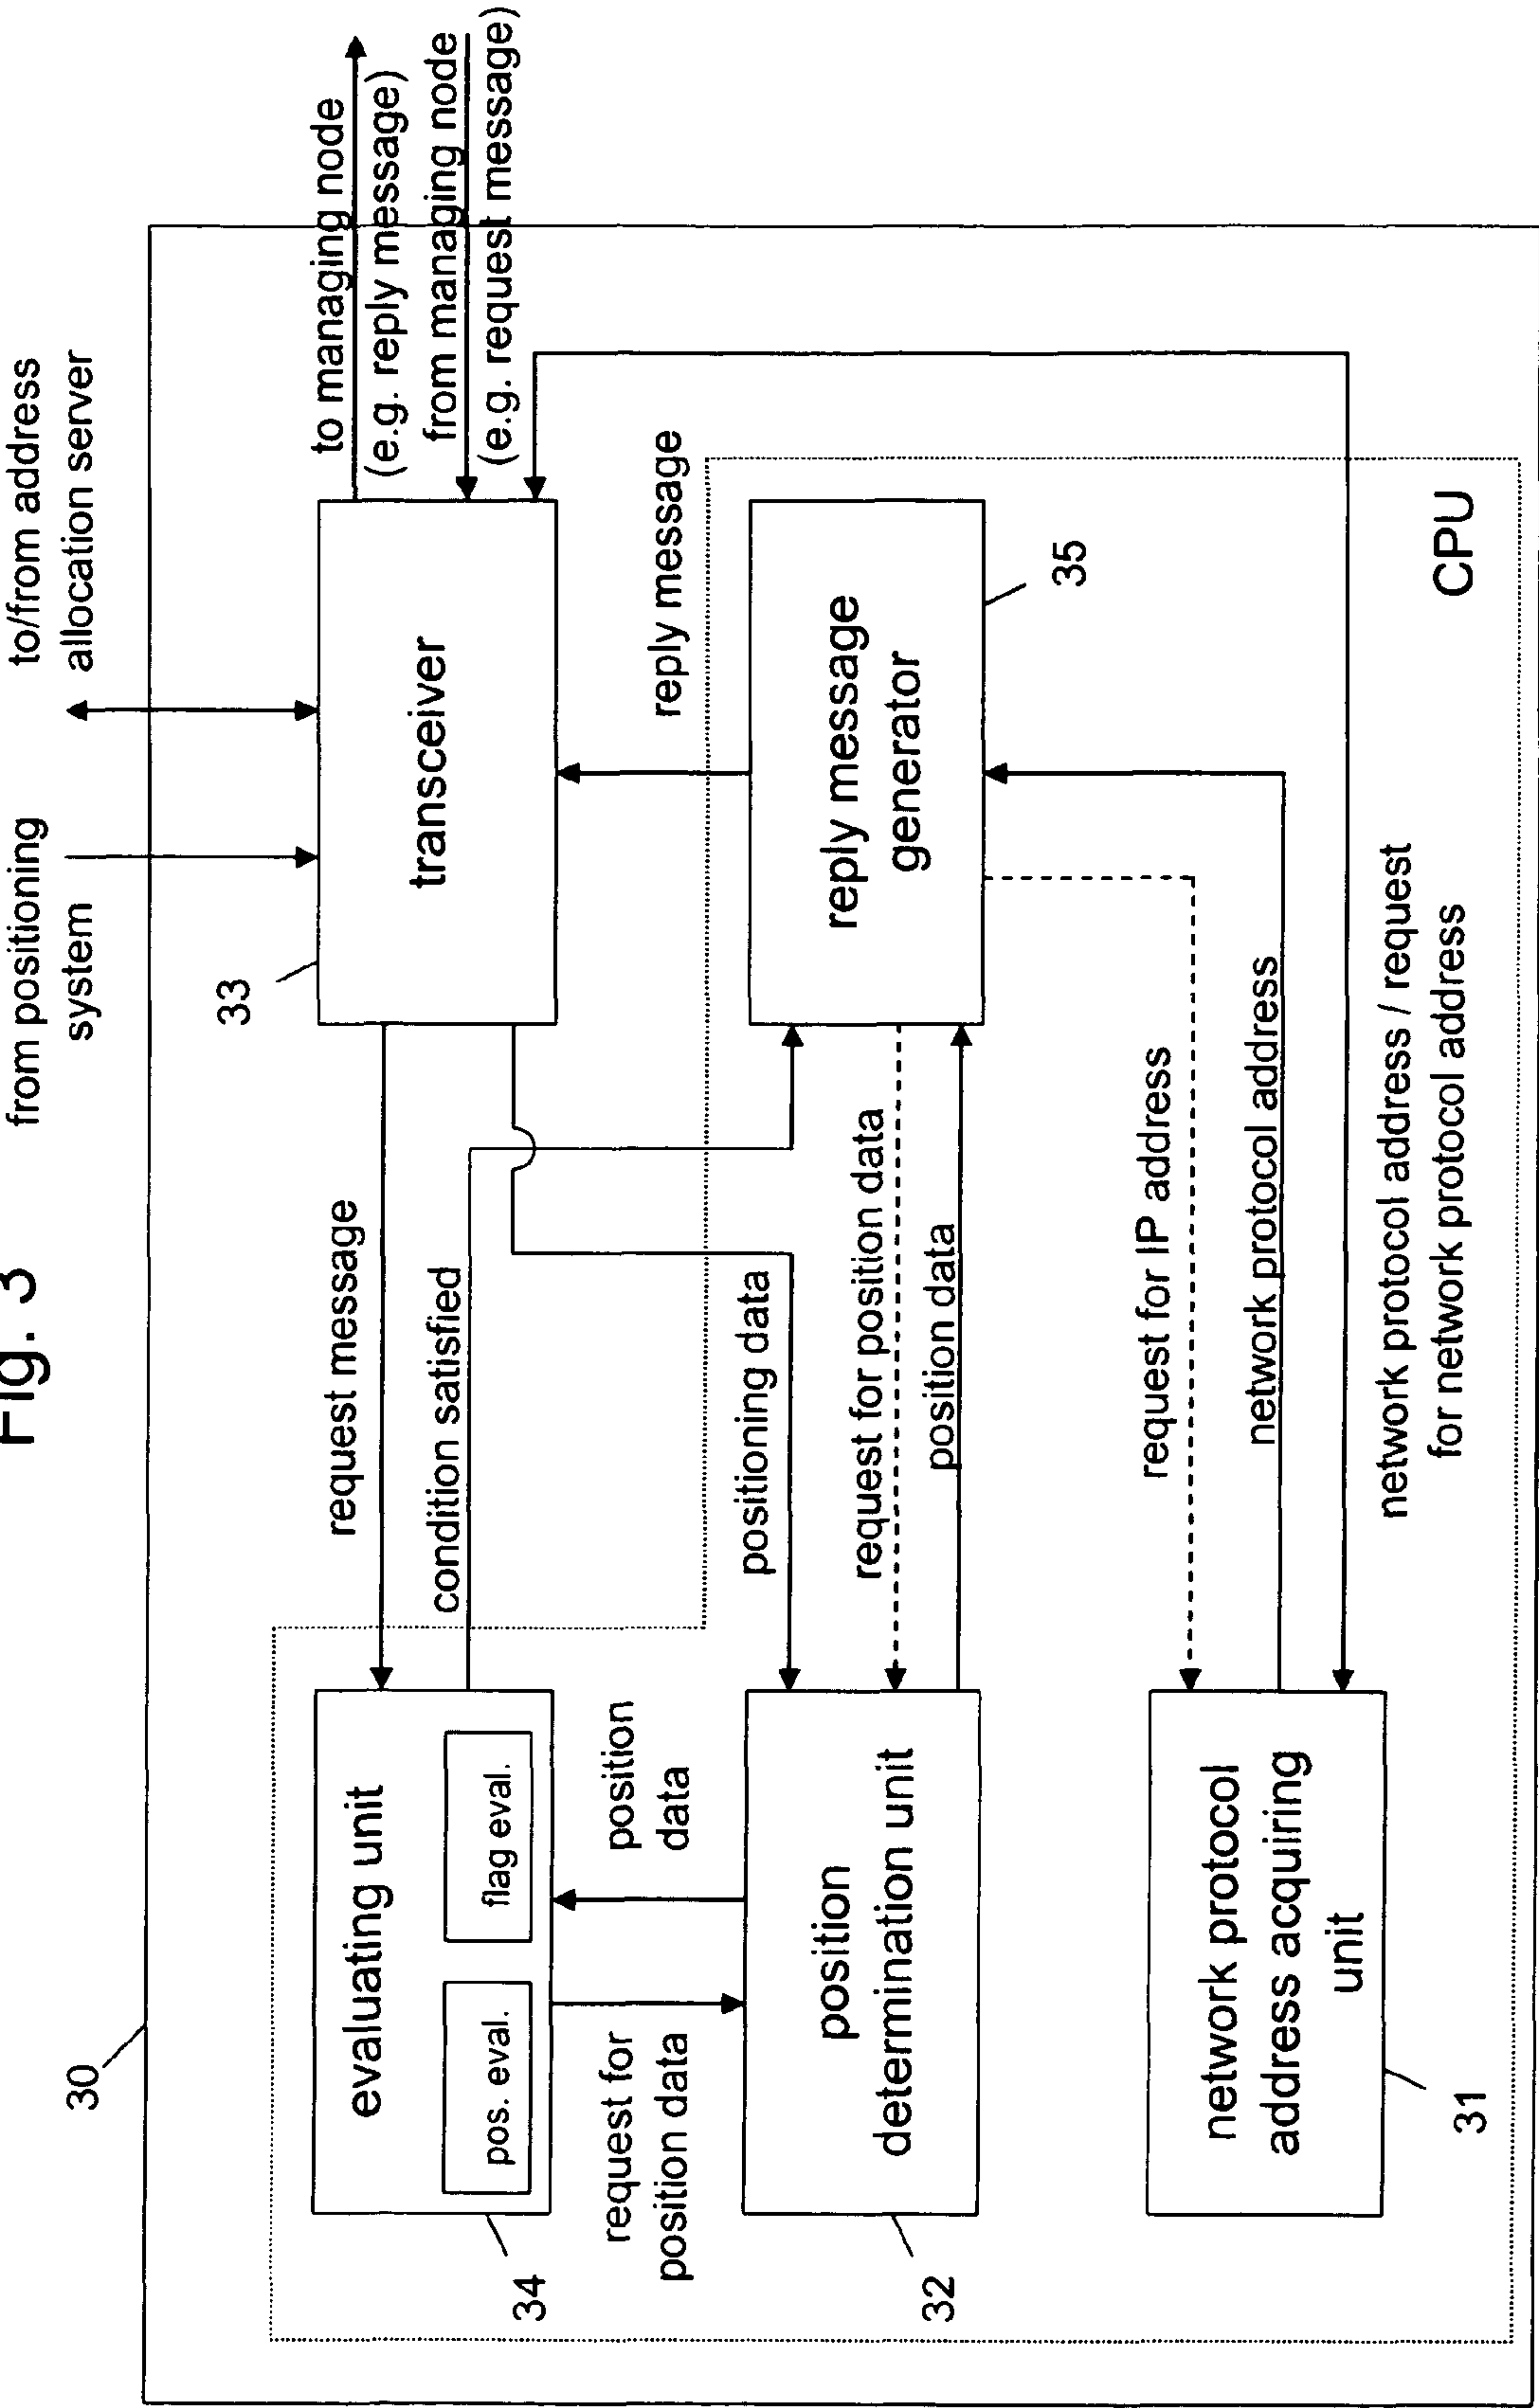 Fig. 3
from positioning
system
to/from address
allocation server
30
33
transceiver
to managing node
(e.g. reply message)
from managing node
(e.g. request message)
34
evaluating unit
pos. eval.
flag eval.
request message
condition satisfied
request for
position data
position
data
positioning data
request for position data
position data
reply message
32
position
determination unit
reply message
generator
35
request for IP address
network protocol address
31
network protocol
address acquiring
unit
network protocol address / request
for network protocol address
CPU